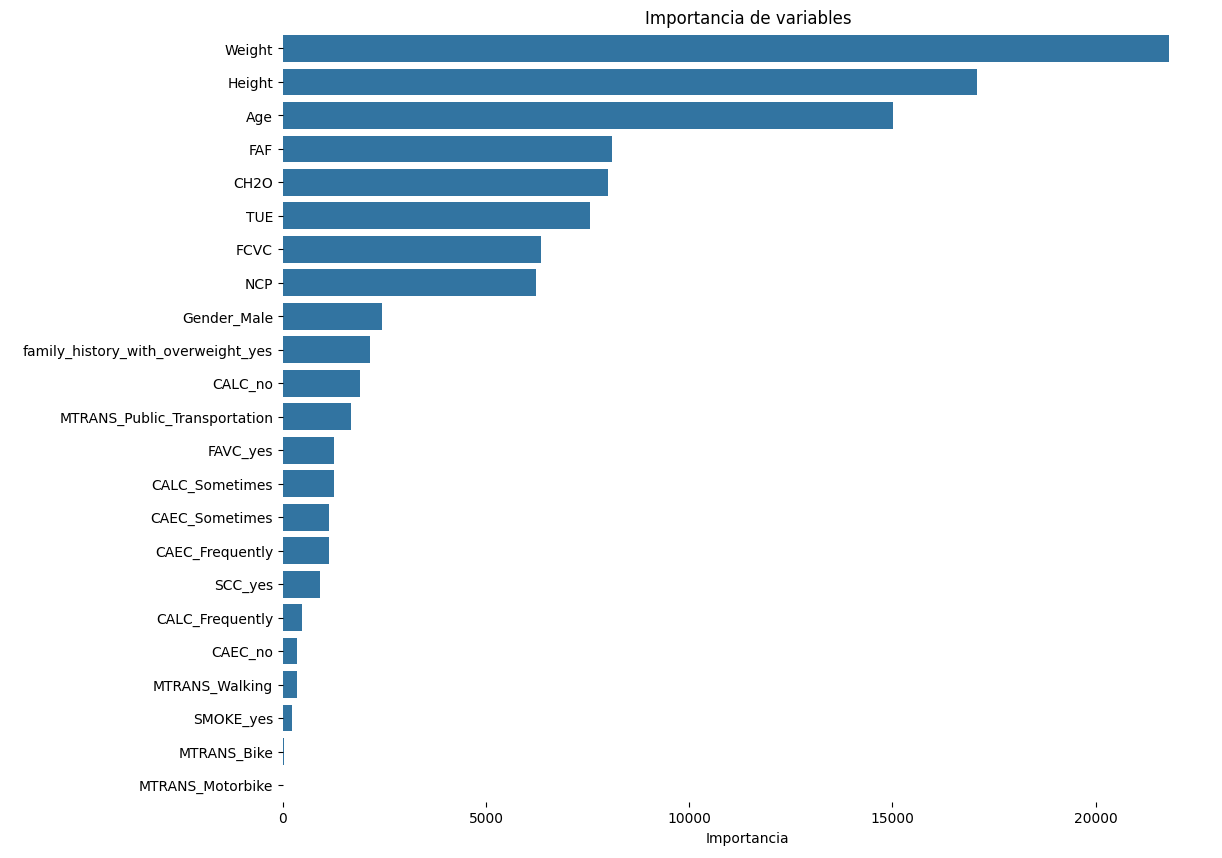 Importancia de variables
Weight
Height
Age
FAF
CH2O
TUE
FCVC
NCP
Gender_Male
family_history_with_overweight_yes
CALC_no
MTRANS_Public_Transportation
FAVC_yes
CALC_Sometimes
CAEC_Sometimes
CAEC_Frequently
SCC_yes
CALC_Frequently
CAEC_no
MTRANS_Walking
SMOKE_yes
MTRANS_Bike
MTRANS_Motorbike
0 5000 10000 15000 20000
Importancia